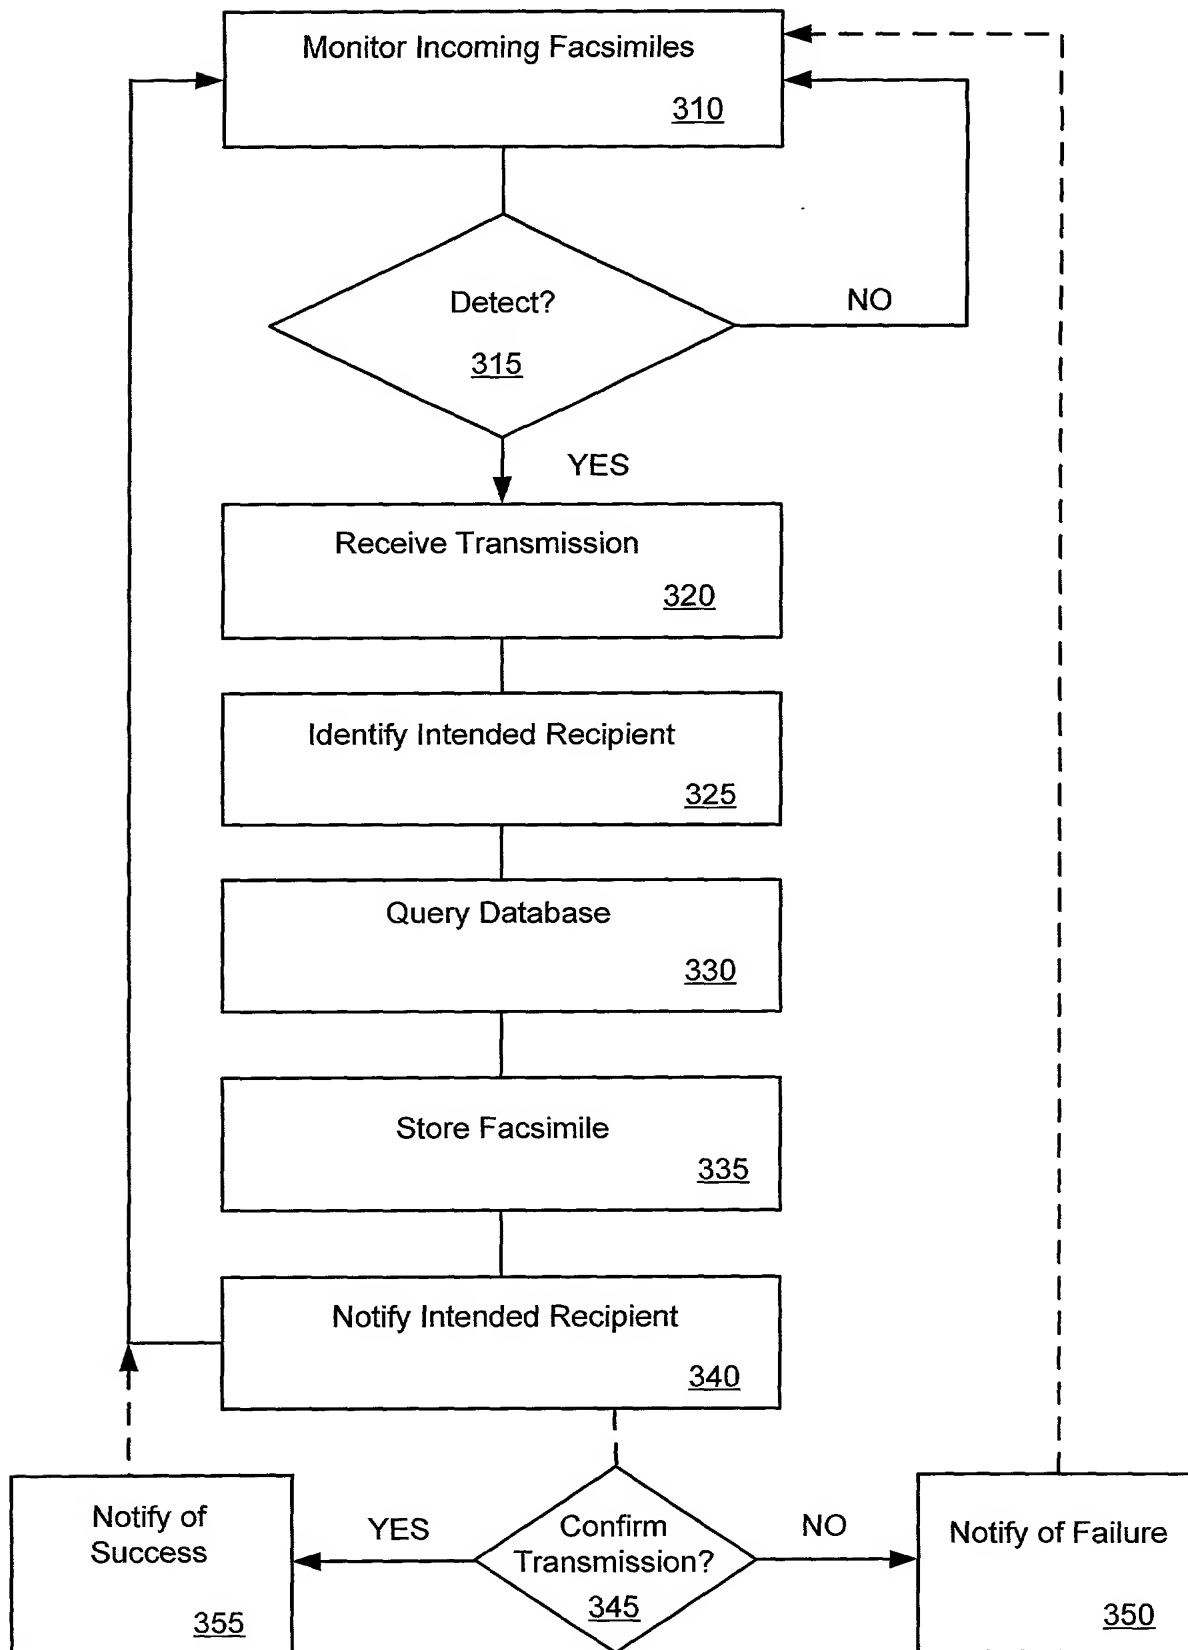 Monitor Incoming Facsimiles
310
Detect?
315
NO
YES
Receive Transmission
320
Identify Intended Recipient
325
Query Database
330
Store Facsimile
335
Notify Intended Recipient
340
Notify of
Success
355
YES
Confirm
Transmission?
345
NO
Notify of Failure
350